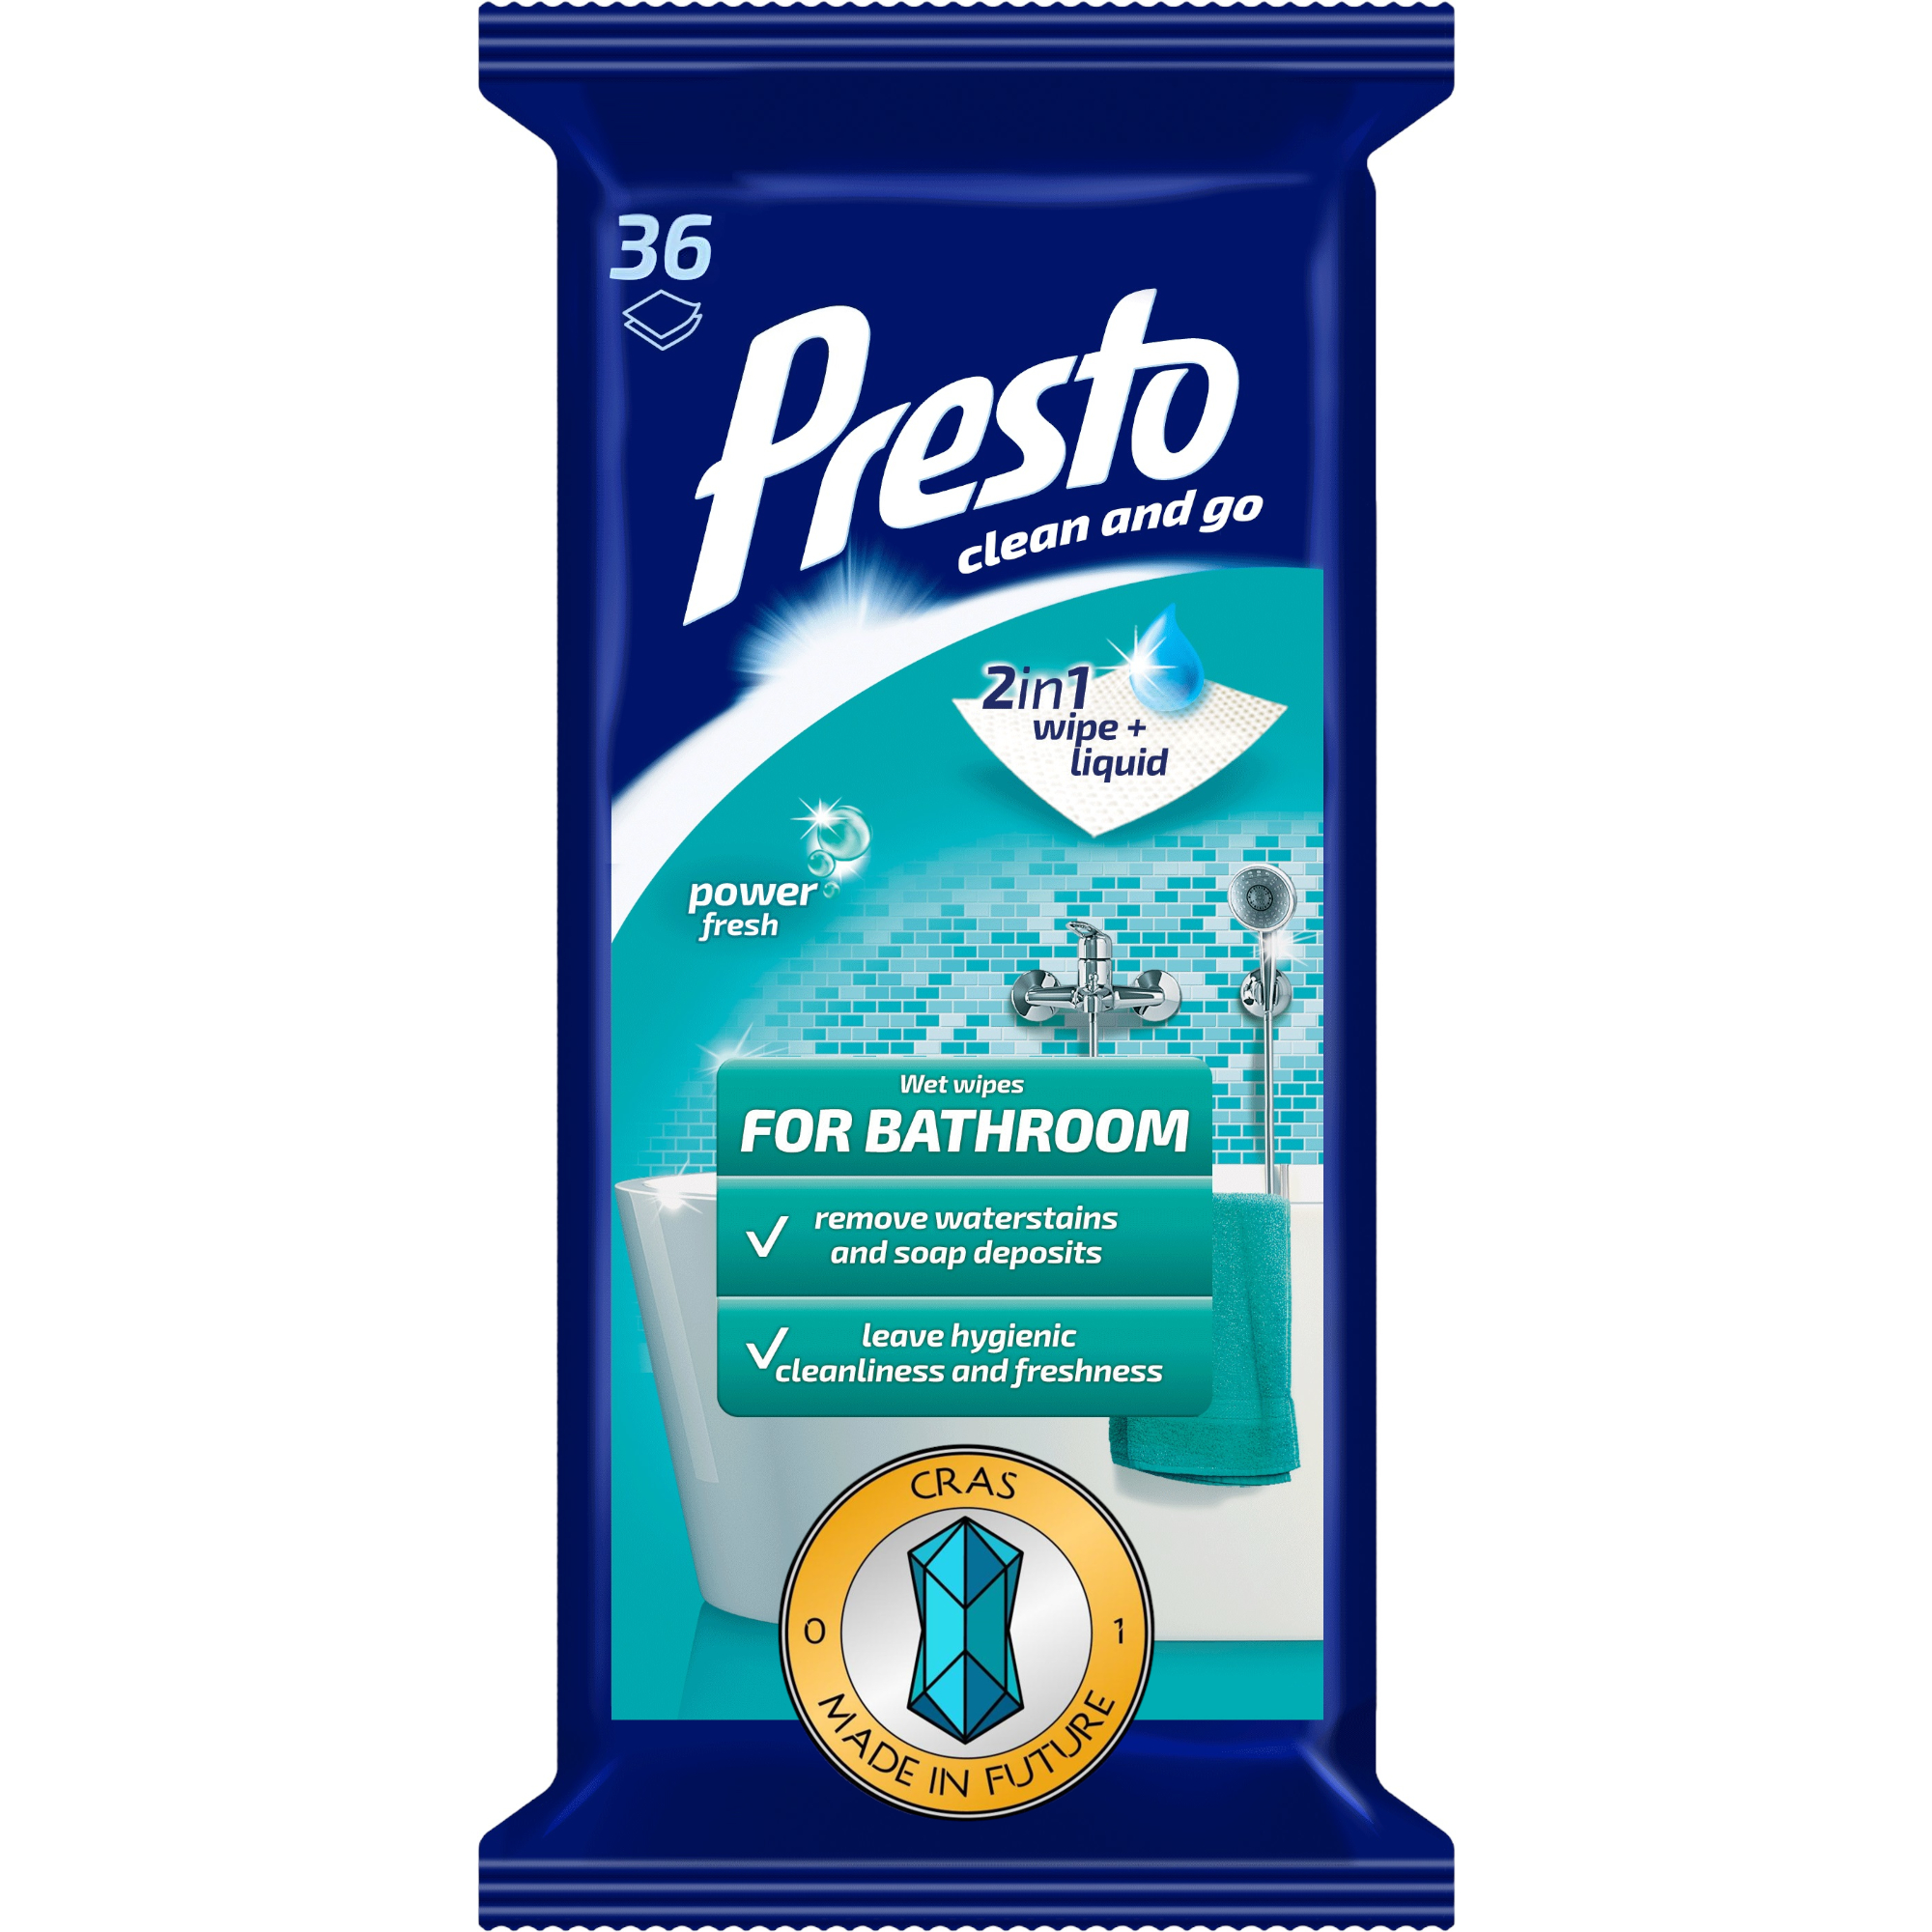 36
Presto
clean and go
2in1
wipe +
liquid
power
fresh
Wet wipes
FOR BATHROOM
remove waterstains
and soap deposits
leave hygienic
cleanliness and freshness
CRAS
0 1
MADE IN FUTURE